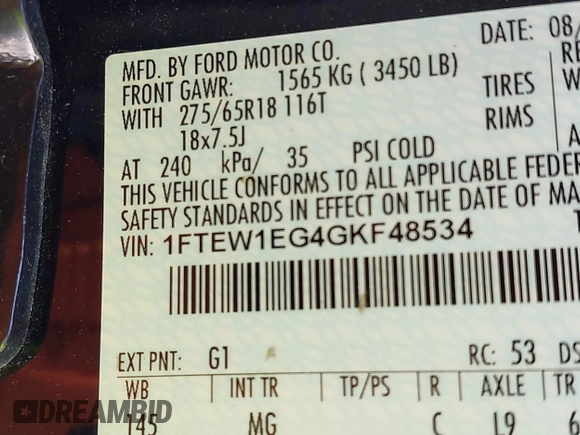 MFD. BY FORD MOTOR CO.
DATE: 08/
FRONT GAWR: 1565 KG ( 3450 LB)
WITH 275/65R18 116T TIRES
18x7.5J RIMS
AT 240 kPa/ 35 PSI COLD
THIS VEHICLE CONFORMS TO ALL APPLICABLE FEDER
SAFETY STANDARDS IN EFFECT ON THE DATE OF MA
VIN: 1FTEW1EG4GKF48534
EXT PNT: G1 RC: 53 DS
WB INT TR TP/PS R AXLE TR
145 MG C L9 6
DREAMBID